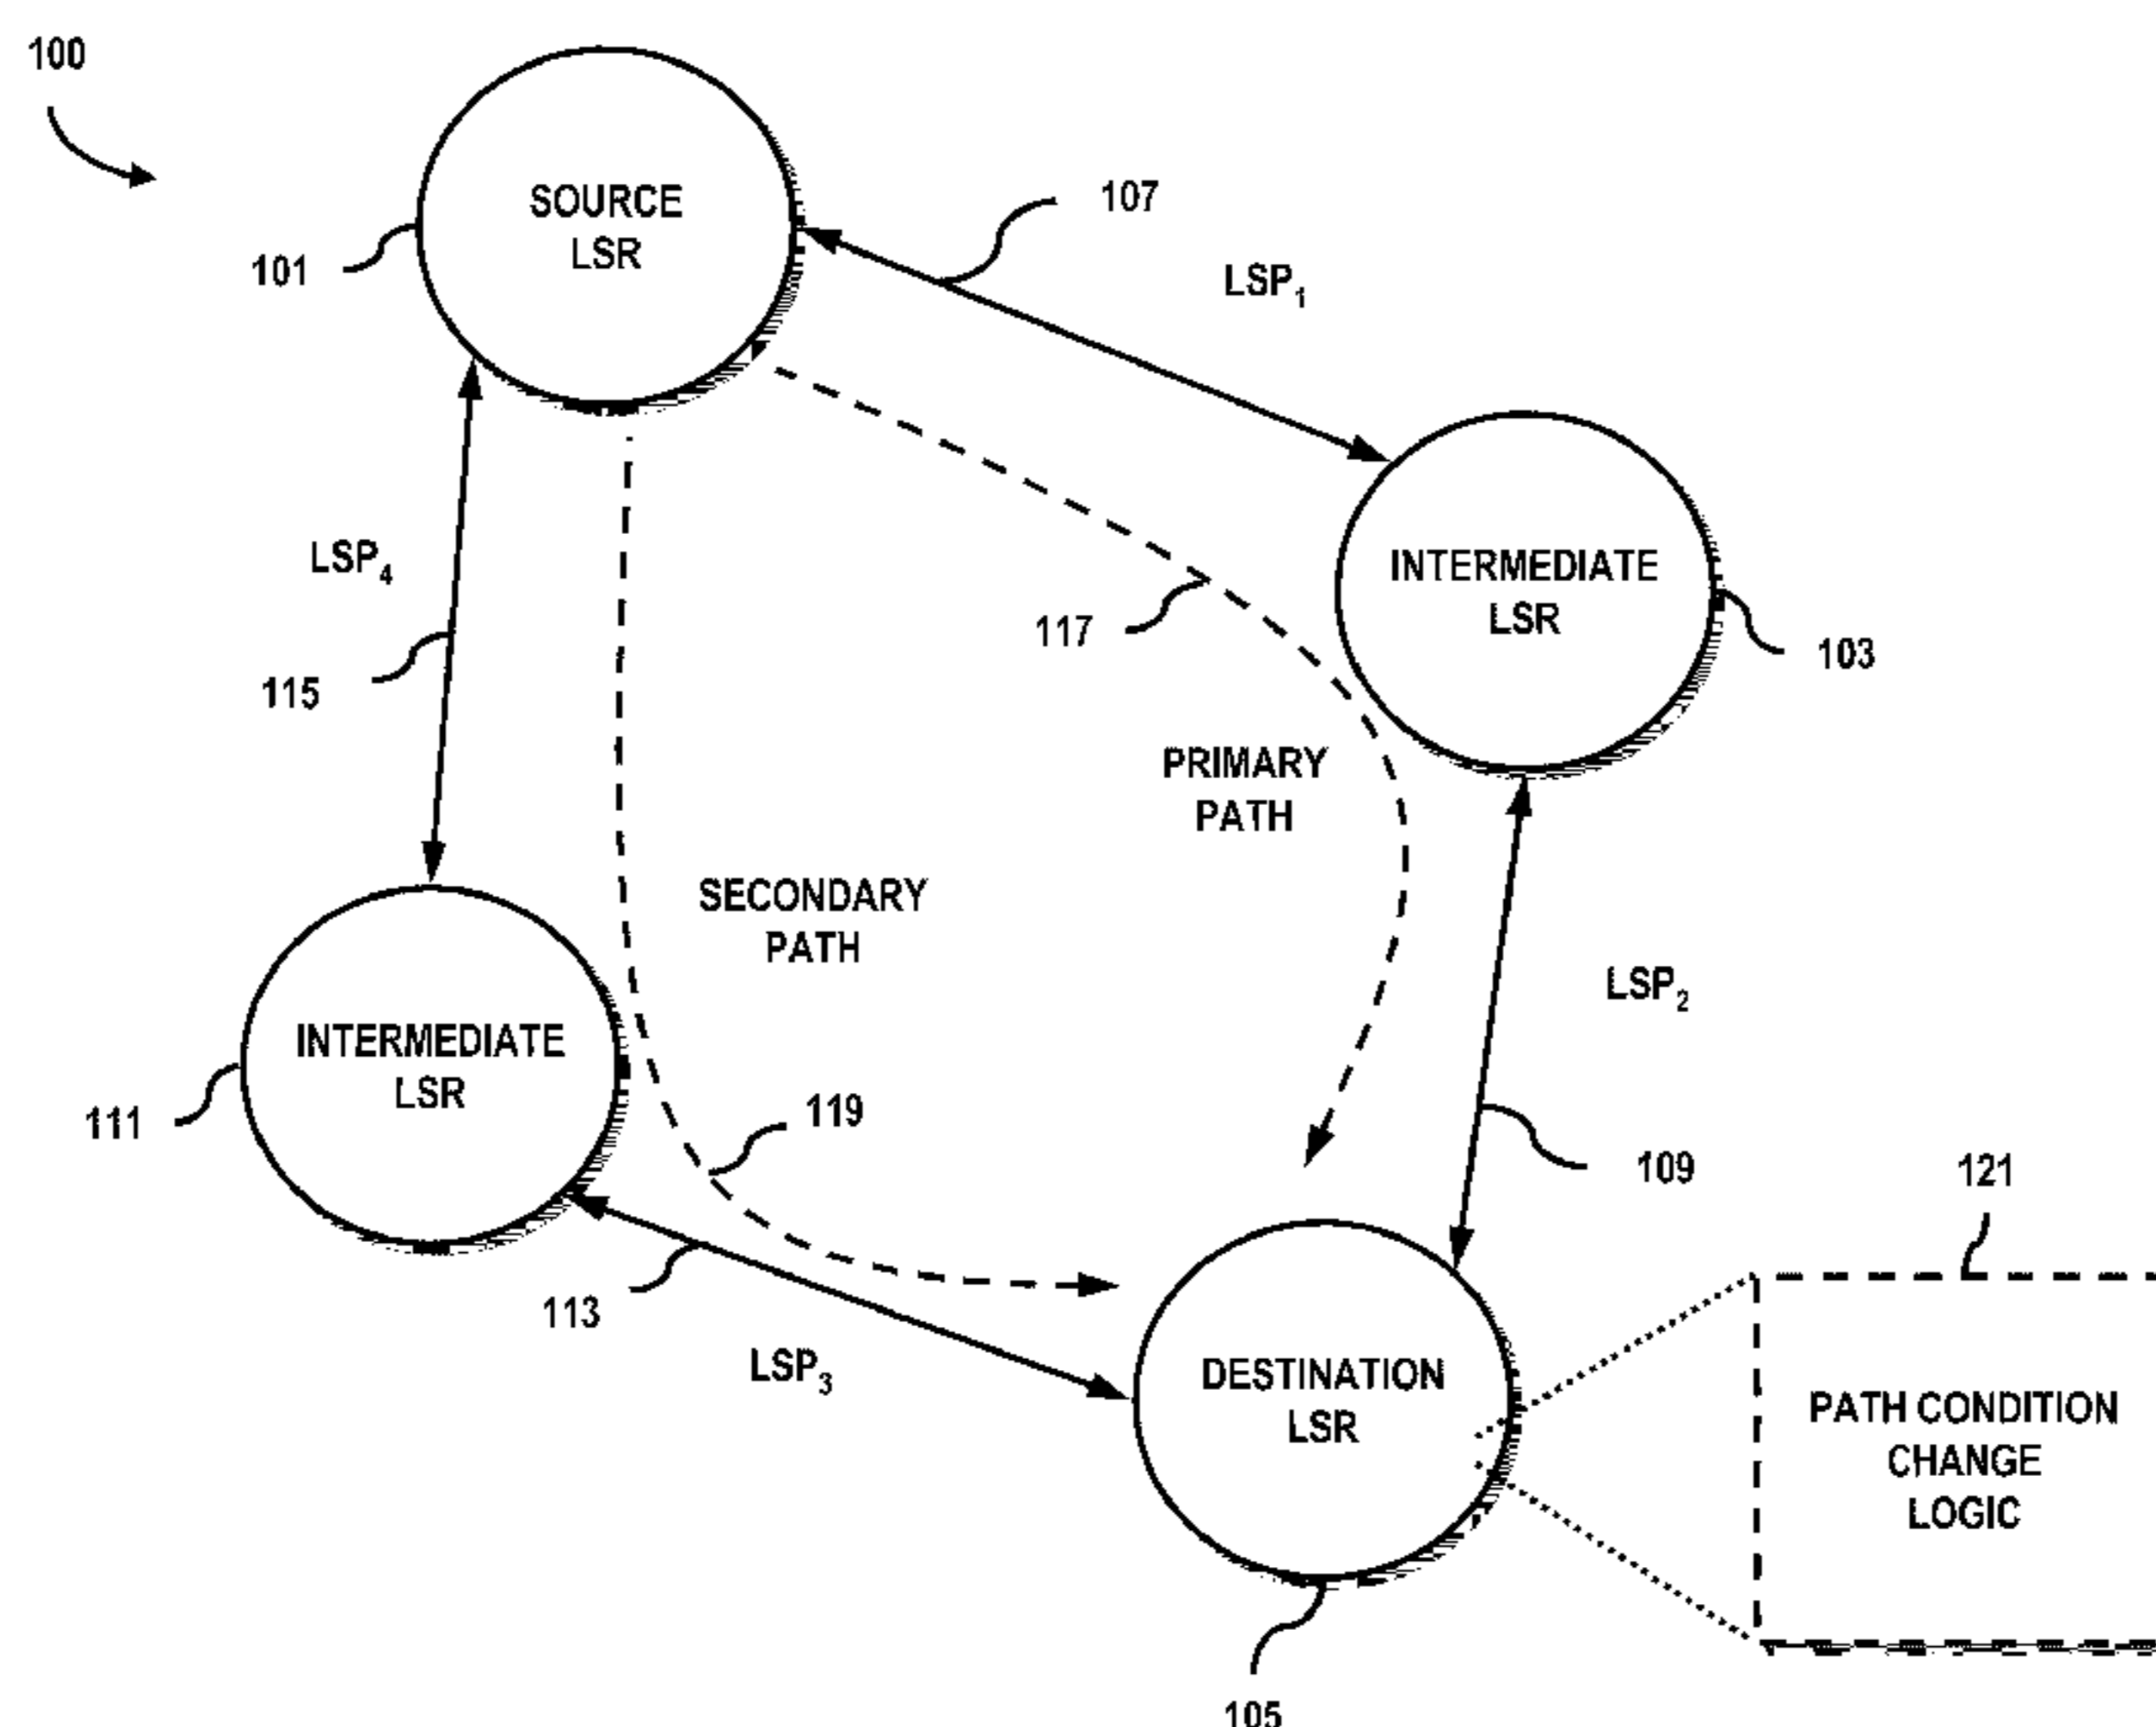 100
SOURCE
LSR
101
107
LSP1
INTERMEDIATE
LSR
103
LSP4
115
117
PRIMARY
PATH
SECONDARY
PATH
LSP2
INTERMEDIATE
LSR
111
119
109
121
113
LSP3
DESTINATION
LSR
PATH CONDITION
CHANGE
LOGIC
105